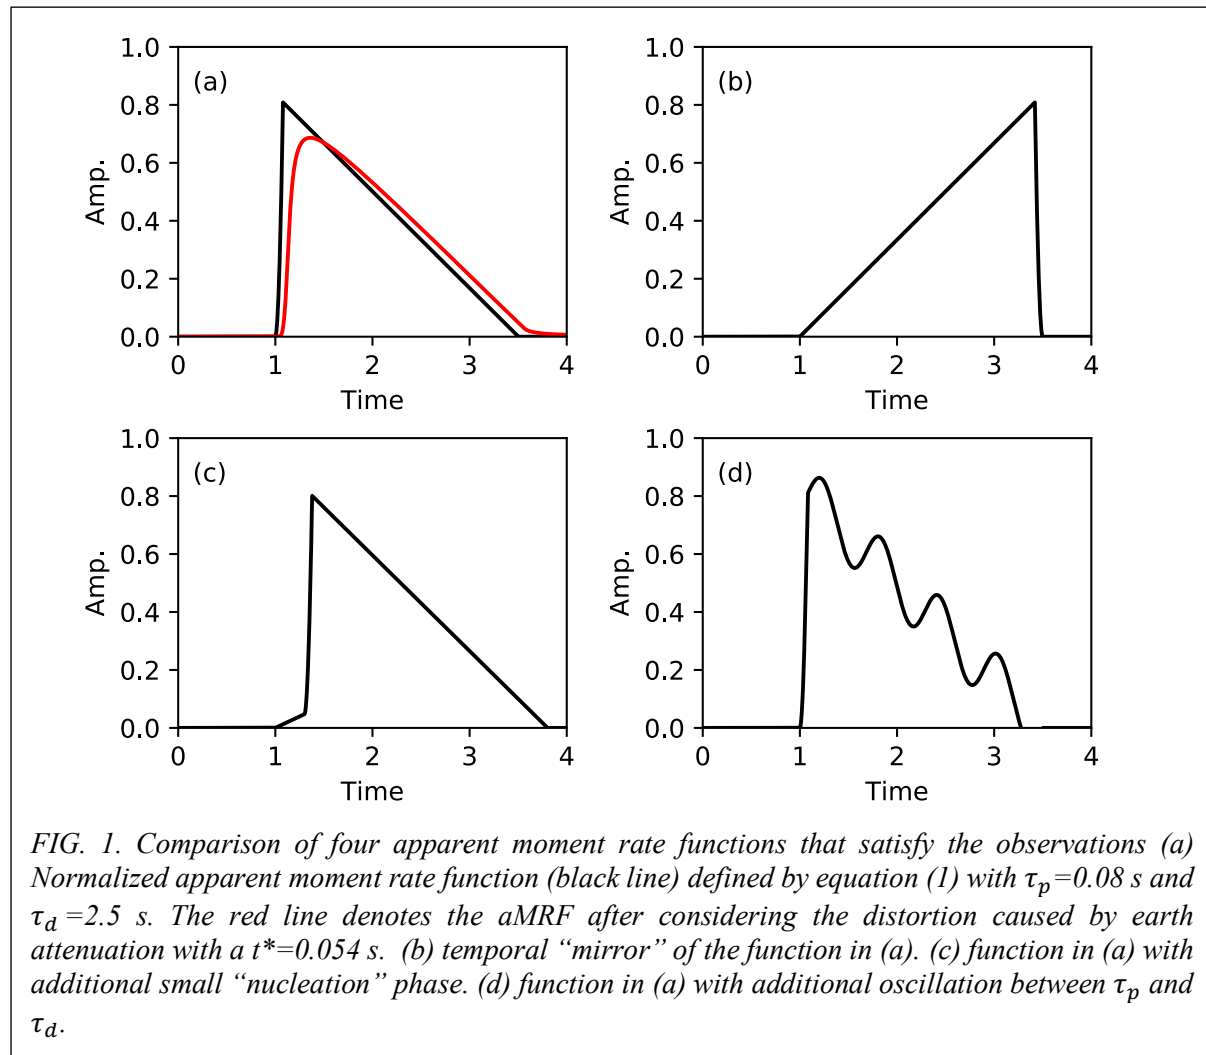 1.0
(a)
0.8
0.6
Amp.
0.4
0.2
0.0
0 1 2 3 4
Time
1.0
(b)
0.8
0.6
Amp.
0.4
0.2
0.0
0 1 2 3 4
Time
1.0
(c)
0.8
0.6
Amp.
0.4
0.2
0.0
0 1 2 3 4
Time
1.0
(d)
0.8
0.6
Amp.
0.4
0.2
0.0
0 1 2 3 4
Time
FIG. 1. Comparison of four apparent moment rate functions that satisfy the observations (a)
Normalized apparent moment rate function (black line) defined by equation (1) with τ_p=0.08 s and
τ_d =2.5 s. The red line denotes the aMRF after considering the distortion caused by earth
attenuation with a t*=0.054 s. (b) temporal “mirror” of the function in (a). (c) function in (a) with
additional small “nucleation” phase. (d) function in (a) with additional oscillation between τ_p and
τ_d.